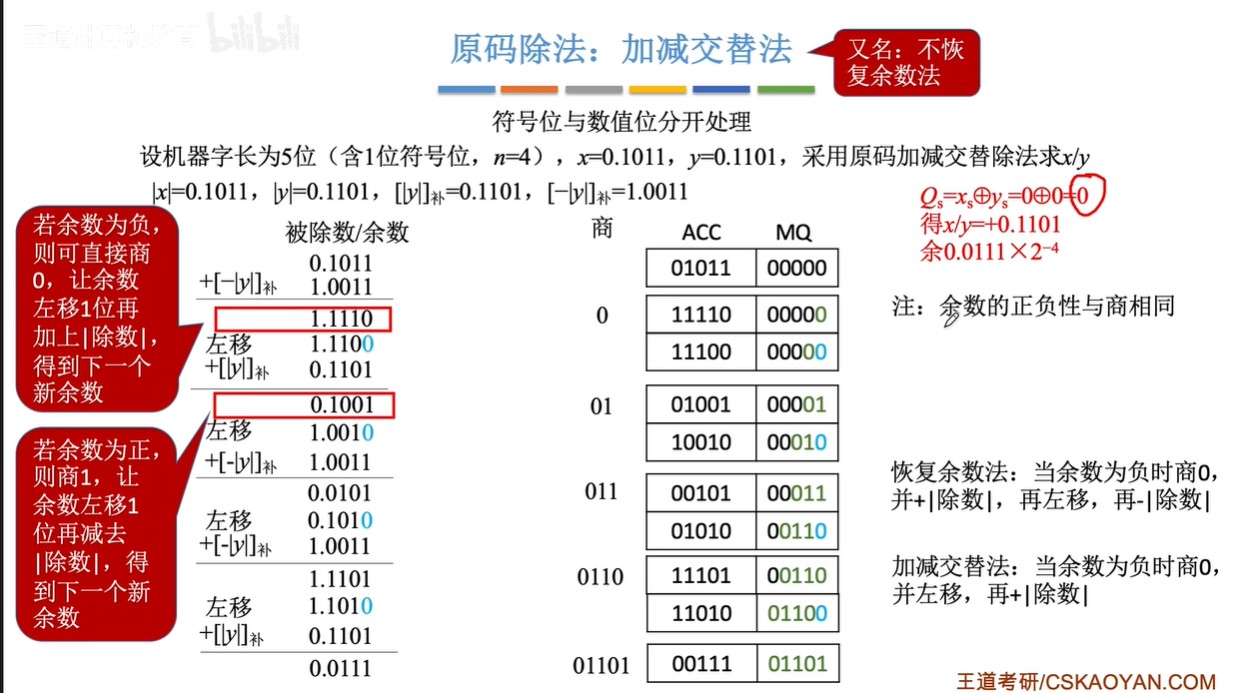 bilibili
原码除法：加减交替法
又名：不恢
复余数法
符号位与数值位分开处理
设机器字长为5位（含1位符号位，n=4），x=0.1011，y=0.1101，采用原码加减交替除法求x/y
|x|=0.1011，|y|=0.1101，[|y|]补=0.1101，[−|y|]补=1.0011
Qs=xs⊕ys=0⊕0=0
得x/y=+0.1101
余0.0111×2⁻⁴
若余数为负，
则可直接商
0，让余数
左移1位再
加上|除数|，
得到下一个
新余数
若余数为正，
则商1，让
余数左移1
位再减去
|除数|，得
到下一个新
余数
被除数/余数
0.1011
+[−|y|]补 1.0011
1.1110
左移 1.1100
+[|y|]补 0.1101
0.1001
左移 1.0010
+[-|y|]补 1.0011
0.0101
左移 0.1010
+[-|y|]补 1.0011
1.1101
左移 1.1010
+[|y|]补 0.1101
0.0111
商 ACC MQ
01011 00000
0 11110 00000
11100 00000
01 01001 00001
10010 00010
011 00101 00011
01010 00110
0110 11101 00110
11010 01100
01101 00111 01101
注：余数的正负性与商相同
恢复余数法：当余数为负时商0，
并+|除数|，再左移，再-|除数|
加减交替法：当余数为负时商0，
并左移，再+|除数|
王道考研/CSKAOYAN.COM